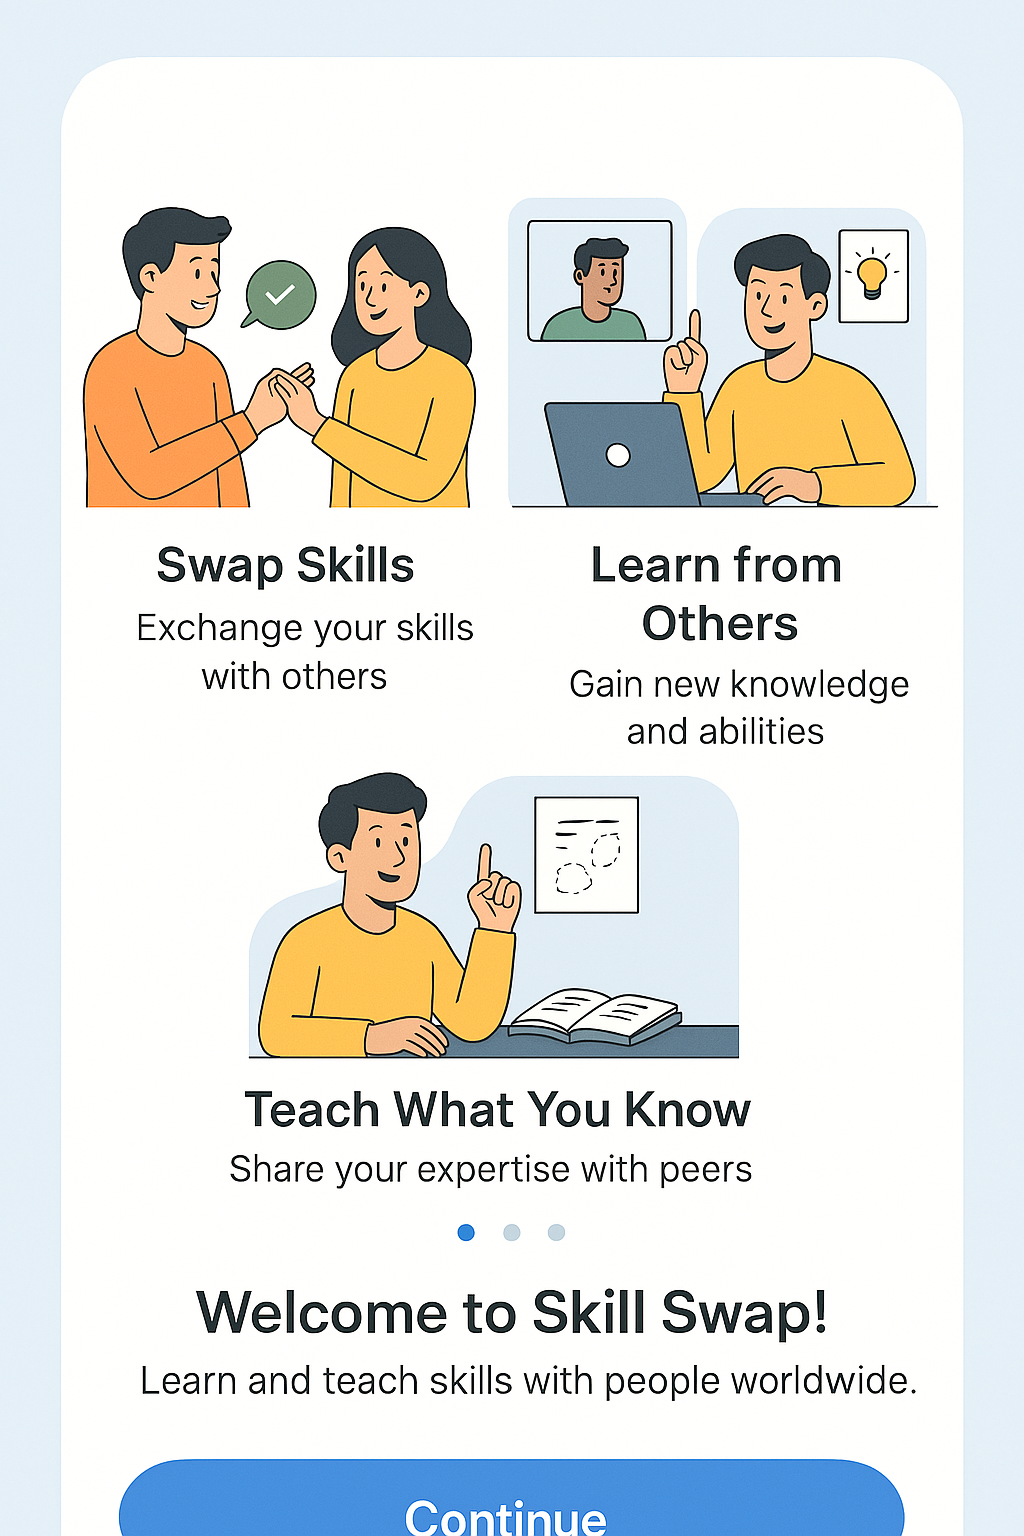 Swap Skills
Exchange your skills
with others
Learn from
Others
Gain new knowledge
and abilities
Teach What You Know
Share your expertise with peers
Welcome to Skill Swap!
Learn and teach skills with people worldwide.
Continue